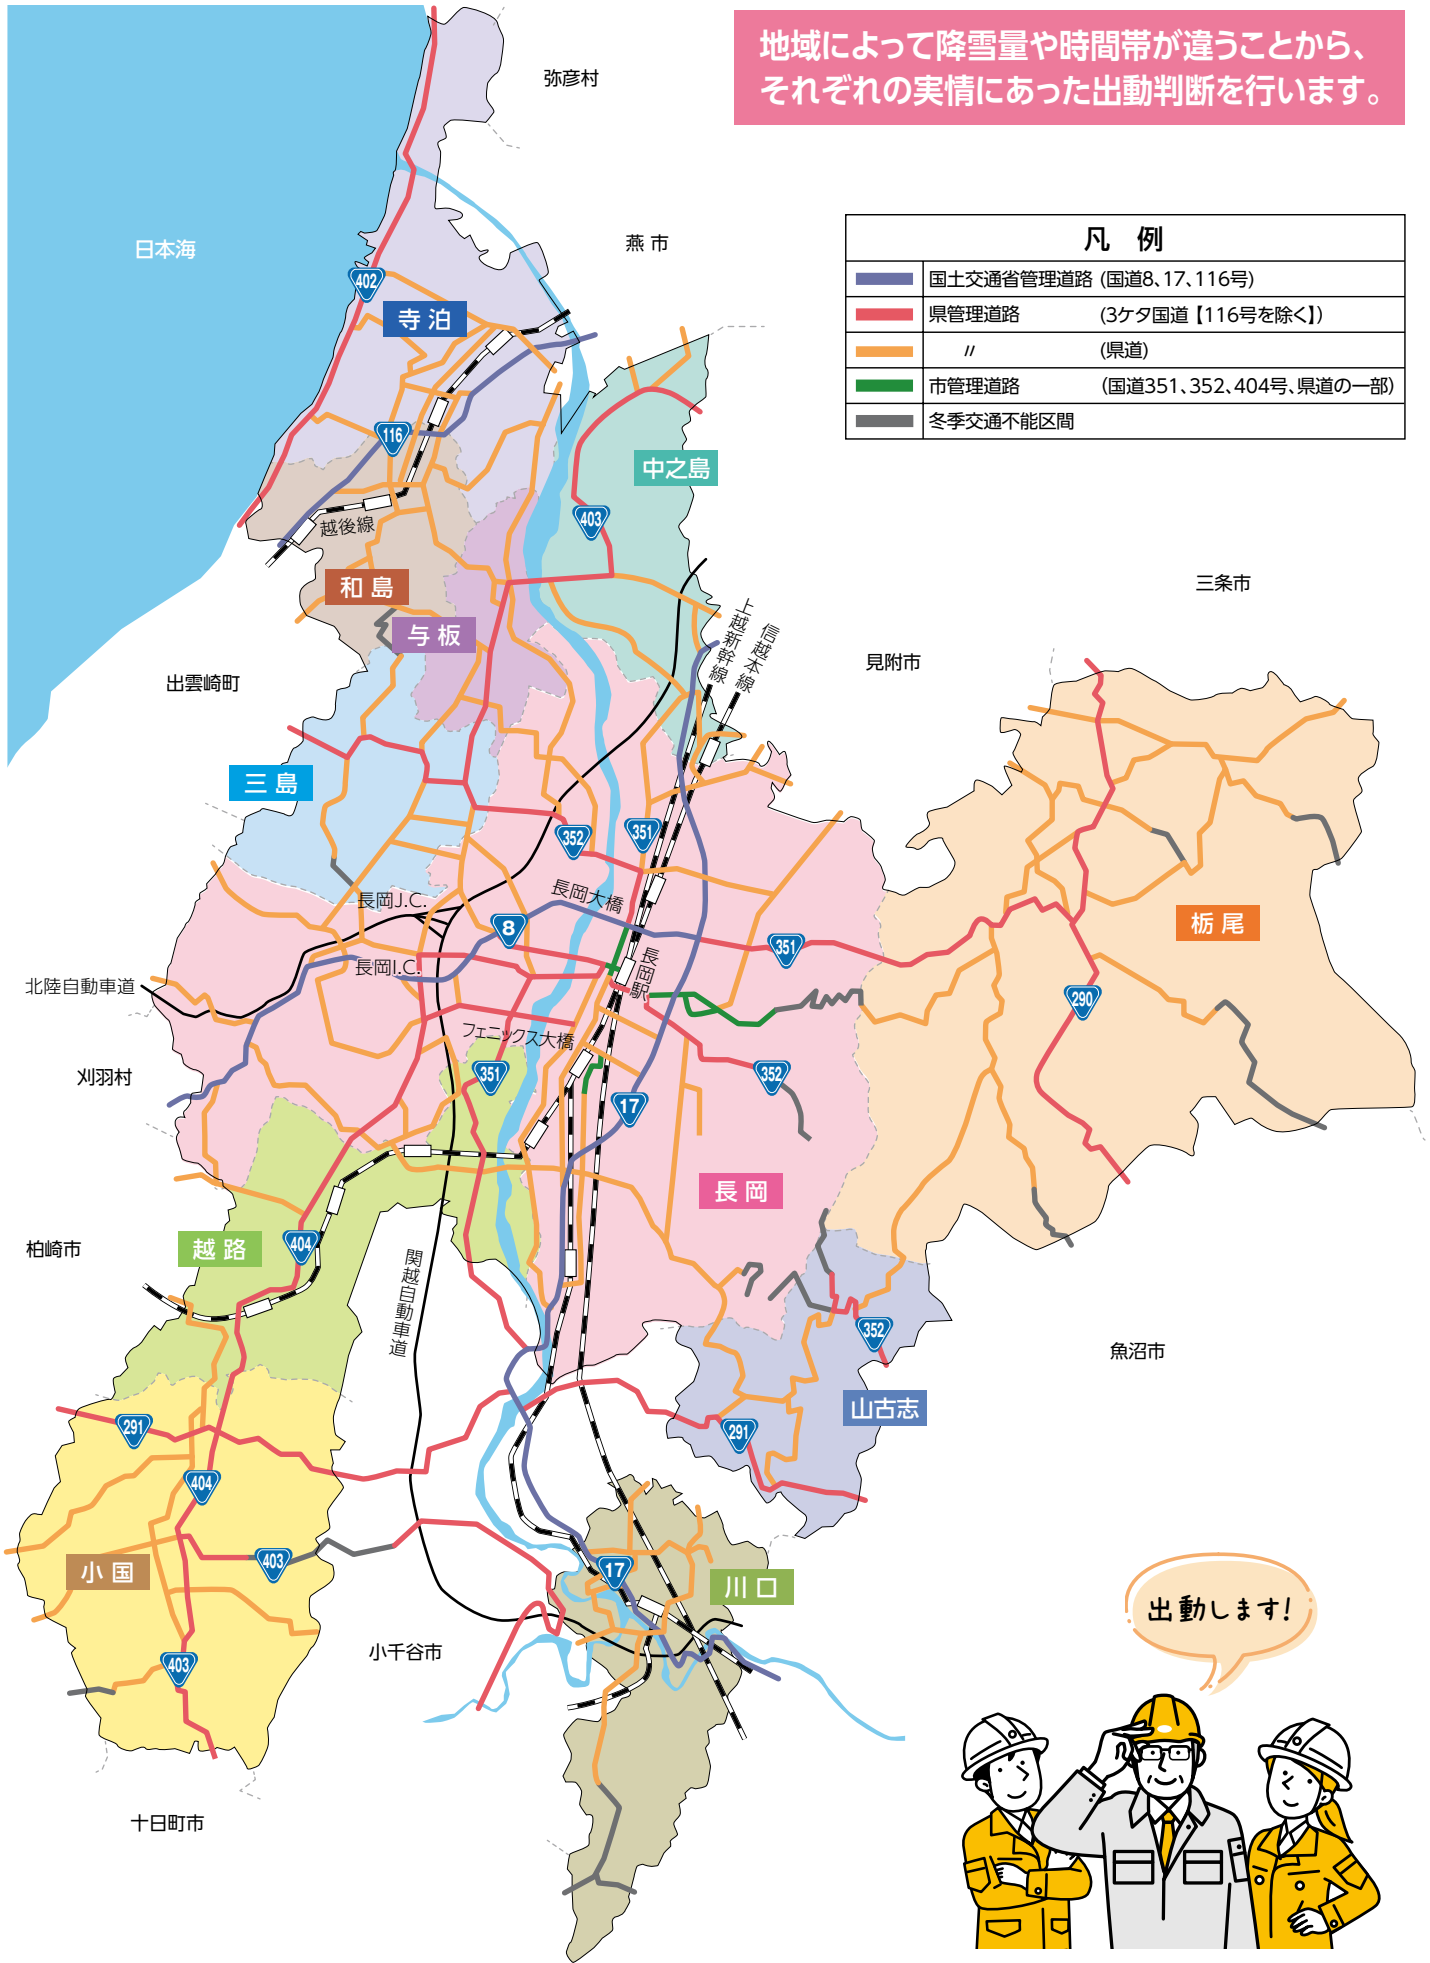 地域によって降雪量や時間帯が違うことから、
それぞれの実情にあった出動判断を行います。
弥彦村
燕市
日本海
凡 例
国土交通省管理道路 (国道8、17、116号)
県管理道路 (3ケタ国道【116号を除く】)
〃 (県道)
市管理道路 (国道351、352、404号、県道の一部)
冬季交通不能区間
402
寺泊
116
中之島
403
越後線
和島
与板
上越新幹線
信越本線
三条市
見附市
出雲崎町
三島
352
351
長岡J.C.
長岡大橋
8
栃尾
351
長岡I.C.
長岡駅
北陸自動車道
290
フェニックス大橋
刈羽村
351
352
17
長岡
柏崎市
越路
404
関越自動車道
352
魚沼市
山古志
291
291
404
小国
403
17
川口
出動します!
小千谷市
403
十日町市